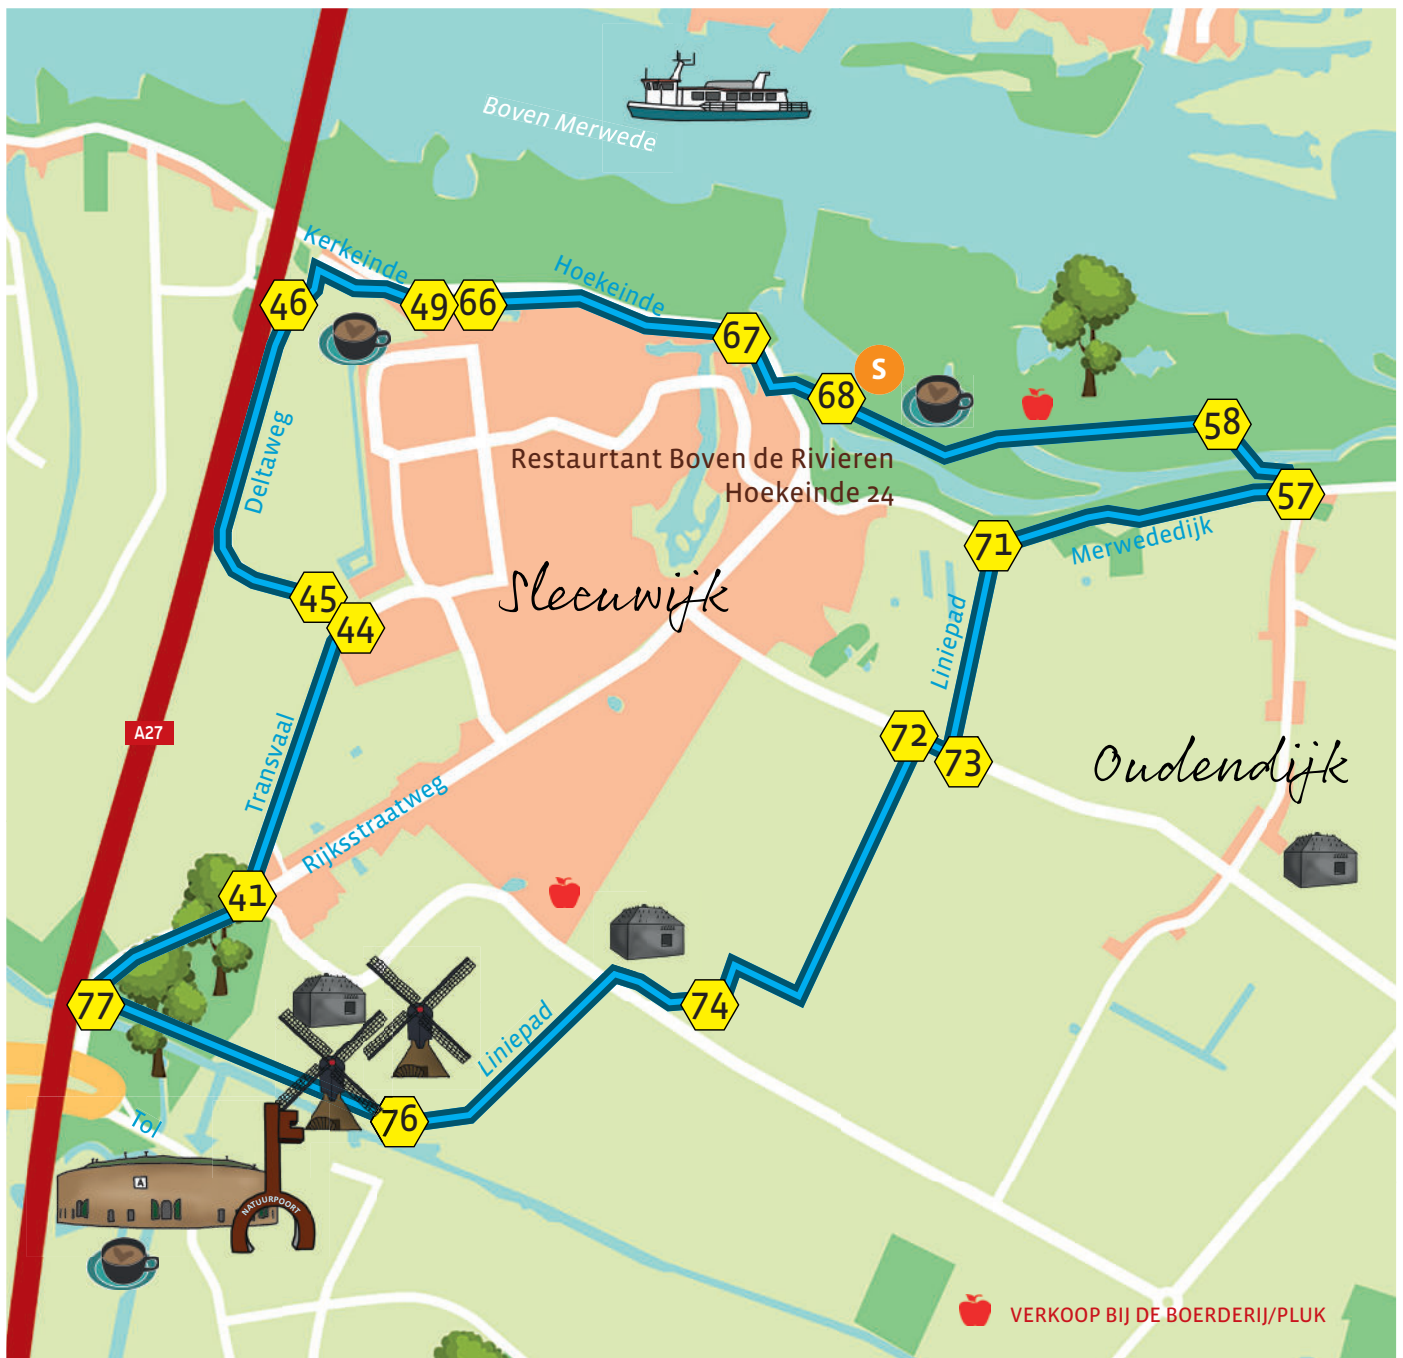 Boven Merwede
Kerkeinde
Hoekeinde
46
49
66
67
S
68
58
Deltaweg
Restaurtant Boven de Rivieren
Hoekeinde 24
57
71
Merwededijk
Sleeuwijk
45
44
Liniepad
A27
Transvaal
72
73
Oudendijk
Rijksstraatweg
41
77
74
Liniepad
76
Tol
A
NATUURPOORT
VERKOOP BIJ DE BOERDERIJ/PLUK